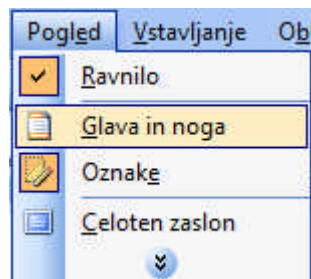 Pogled Vstavljanje
Ravnilo
Glava in noga
Oznake
Celoten zaslon